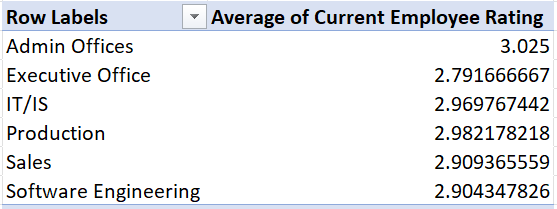 Row Labels Average of Current Employee Rating
Admin Offices 3.025
Executive Office 2.791666667
IT/IS 2.969767442
Production 2.982178218
Sales 2.909365559
Software Engineering 2.904347826